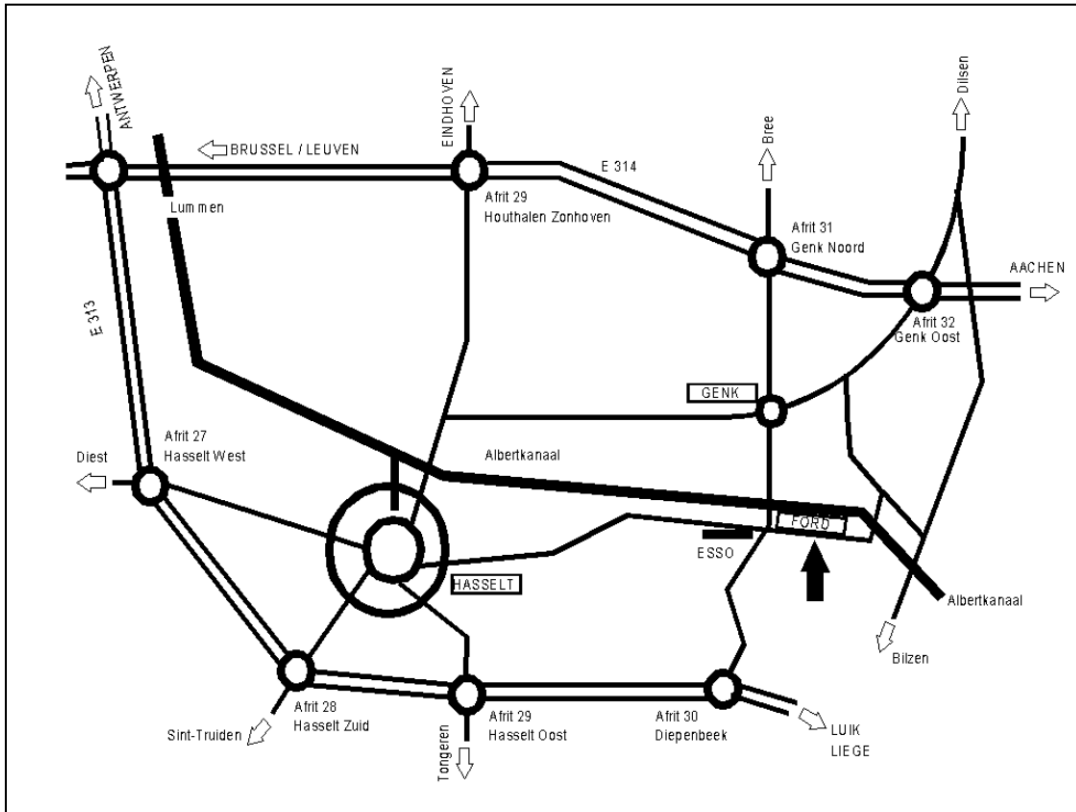 ANTWERPEN
EINDHOVEN
Bree
Dilsen
BRUSSEL / LEUVEN
E 314
Lummen
Afrit 29
Houthalen Zonhoven
Afrit 31
Genk Noord
AACHEN
E 313
Afrit 32
Genk Oost
GENK
Afrit 27
Hasselt West
Diest
Albertkanaal
FORD
ESSO
HASSELT
Albertkanaal
Bilzen
Afrit 28
Hasselt Zuid
Sint-Truiden
Afrit 29
Hasselt Oost
Tongeren
Afrit 30
Diepenbeek
LUIK
LIEGE